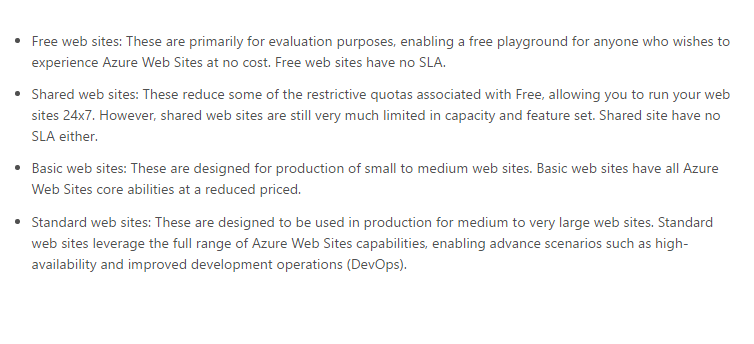 • Free web sites: These are primarily for evaluation purposes, enabling a free playground for anyone who wishes to
experience Azure Web Sites at no cost. Free web sites have no SLA.
• Shared web sites: These reduce some of the restrictive quotas associated with Free, allowing you to run your web
sites 24x7. However, shared web sites are still very much limited in capacity and feature set. Shared site have no
SLA either.
• Basic web sites: These are designed for production of small to medium web sites. Basic web sites have all Azure
Web Sites core abilities at a reduced priced.
• Standard web sites: These are designed to be used in production for medium to very large web sites. Standard
web sites leverage the full range of Azure Web Sites capabilities, enabling advance scenarios such as high-
availability and improved development operations (DevOps).